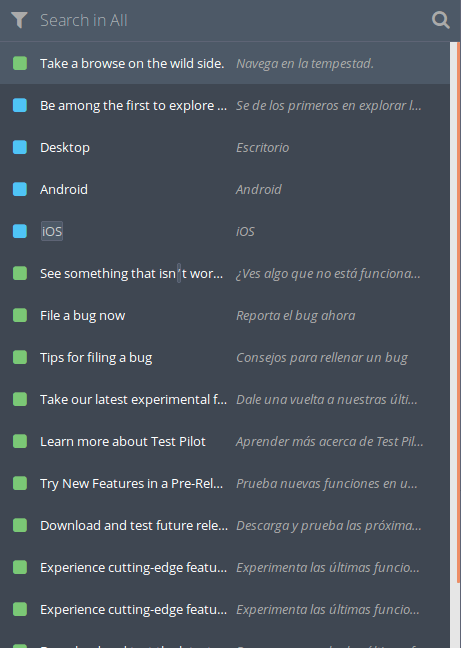 Search in All
Take a browse on the wild side. Navega en la tempestad.
Be among the first to explore ... Se de los primeros en explorar l...
Desktop Escritorio
Android Android
iOS iOS
See something that isn't wor... ¿Ves algo que no está funciona...
File a bug now Reporta el bug ahora
Tips for filing a bug Consejos para rellenar un bug
Take our latest experimental f... Dale una vuelta a nuestras últi...
Learn more about Test Pilot Aprender más acerca de Test Pil...
Try New Features in a Pre-Rel... Prueba nuevas funciones en u...
Download and test future rele... Descarga y prueba las próxima...
Experience cutting-edge featu... Experimenta las últimas funcio...
Experience cutting-edge featu... Experimenta las últimas funcio...